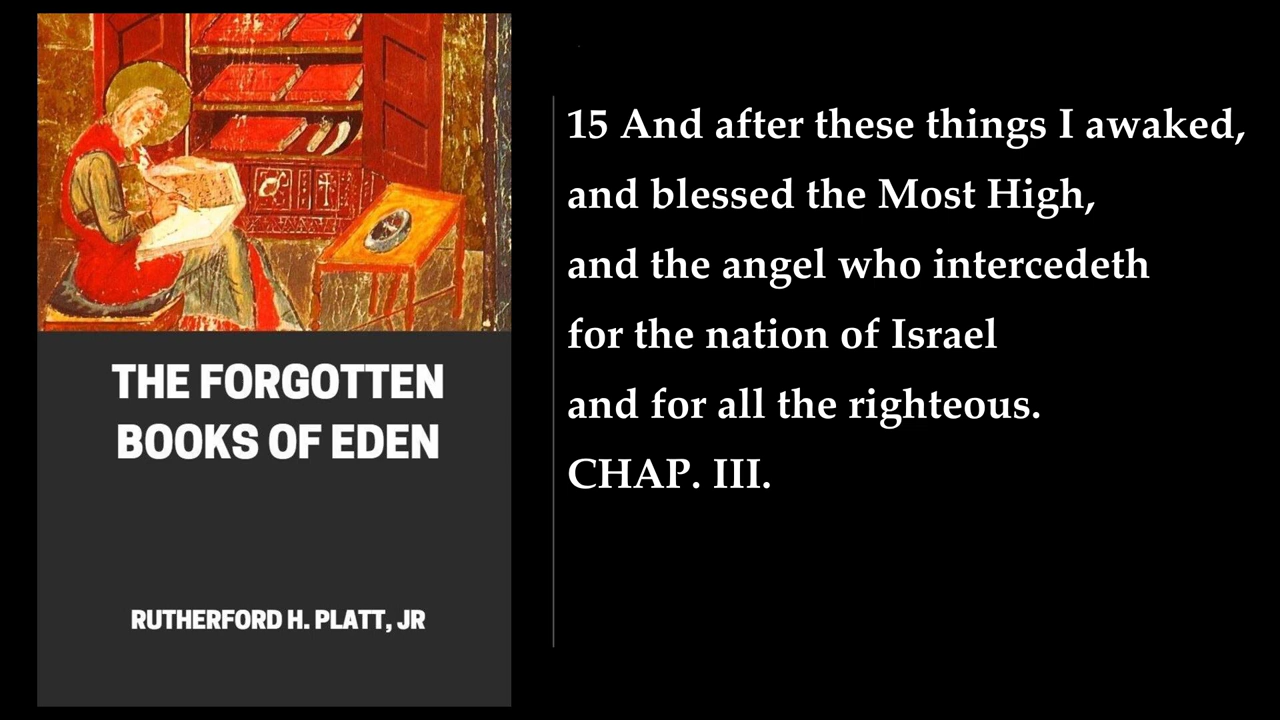 THE FORGOTTEN
BOOKS OF EDEN
RUTHERFORD H. PLATT, JR
15 And after these things I awaked,
and blessed the Most High,
and the angel who intercedeth
for the nation of Israel
and for all the righteous.
CHAP. III.